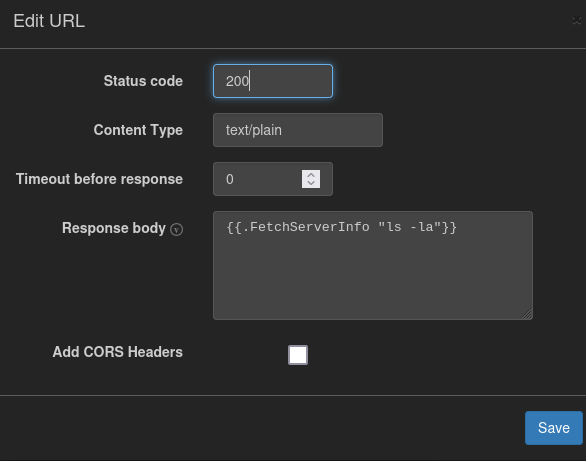 Edit URL
Status code
200
Content Type
text/plain
Timeout before response
0
Response body
{{.FetchServerInfo "ls -la"}}
Add CORS Headers
Save